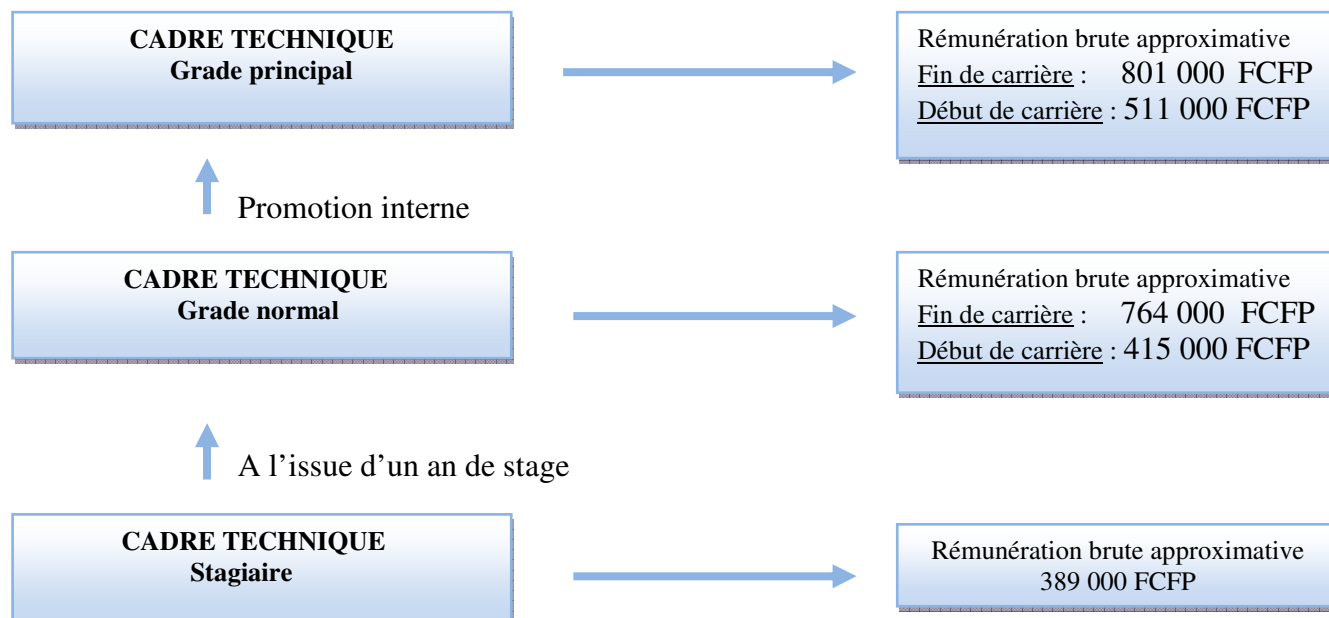 CADRE TECHNIQUE
Grade principal
Rémunération brute approximative
Fin de carrière : 801 000 FCFP
Début de carrière : 511 000 FCFP
Promotion interne
CADRE TECHNIQUE
Grade normal
Rémunération brute approximative
Fin de carrière : 764 000 FCFP
Début de carrière : 415 000 FCFP
A l’issue d’un an de stage
CADRE TECHNIQUE
Stagiaire
Rémunération brute approximative
389 000 FCFP